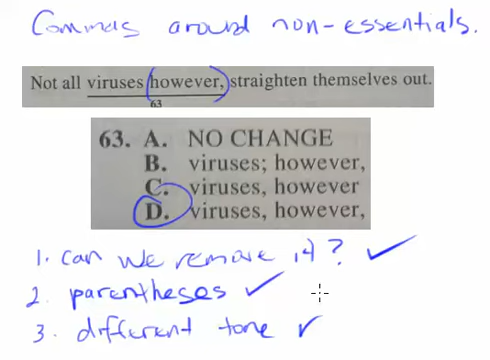 Commas around non-essentials.
Not all viruses however, straighten themselves out.
63
63. A. NO CHANGE
B. viruses; however,
C. viruses, however
D. viruses, however,
1. can we remove it? ✓
2. parentheses ✓
3. different tone ✓